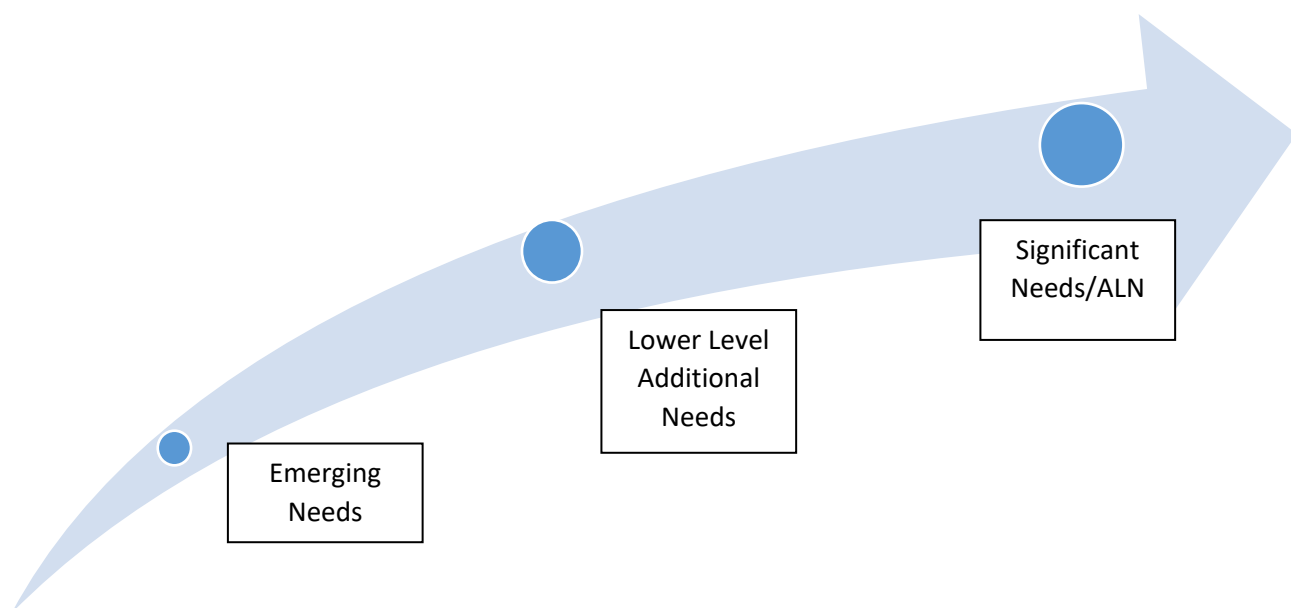 Emerging
Needs
Lower Level
Additional
Needs
Significant
Needs/ALN